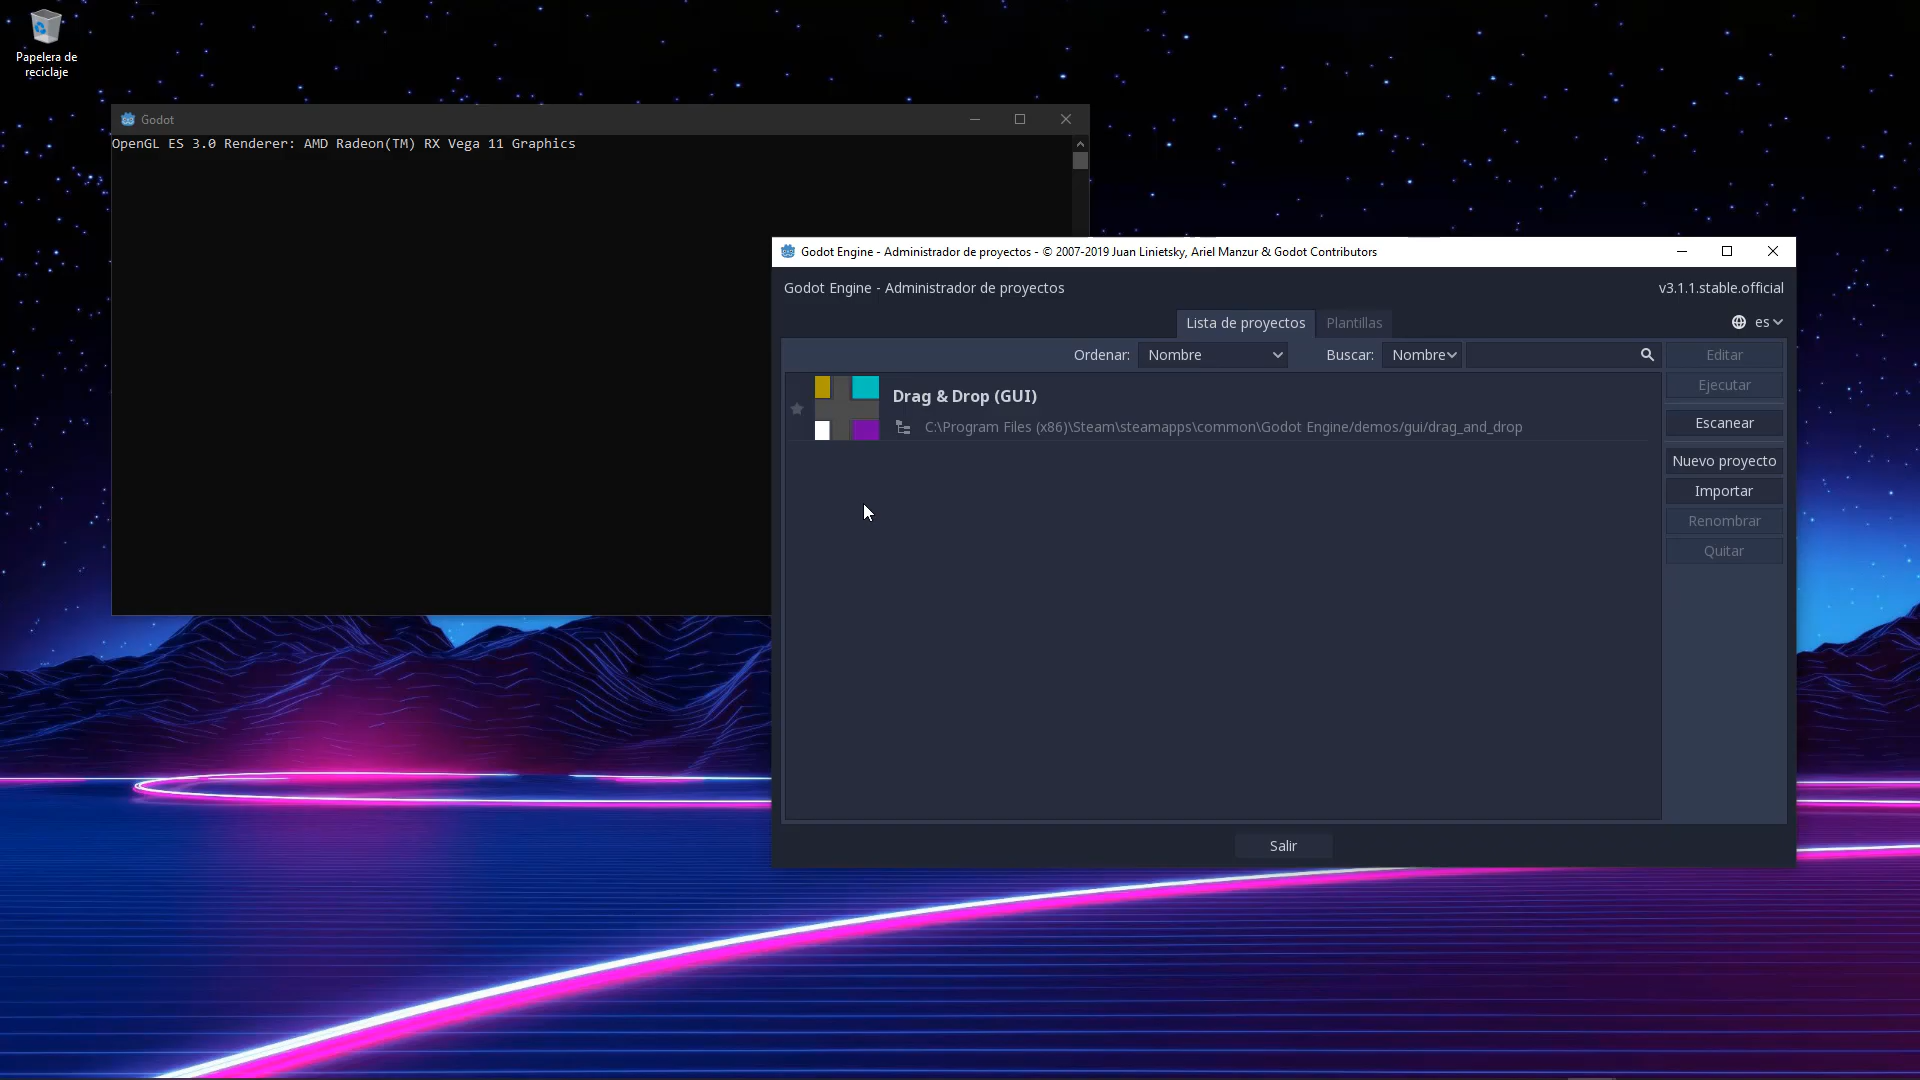 Papelera de
reciclaje
Godot
OpenGL ES 3.0 Renderer: AMD Radeon(TM) RX Vega 11 Graphics
Godot Engine - Administrador de proyectos - © 2007-2019 Juan Linietsky, Ariel Manzur & Godot Contributors
Godot Engine - Administrador de proyectos
v3.1.1.stable.official
Lista de proyectos
Plantillas
es
Ordenar:
Nombre
Buscar:
Nombre
Editar
Ejecutar
Drag & Drop (GUI)
C:\Program Files (x86)\Steam\steamapps\common\Godot Engine/demos/gui/drag_and_drop
Escanear
Nuevo proyecto
Importar
Renombrar
Quitar
Salir